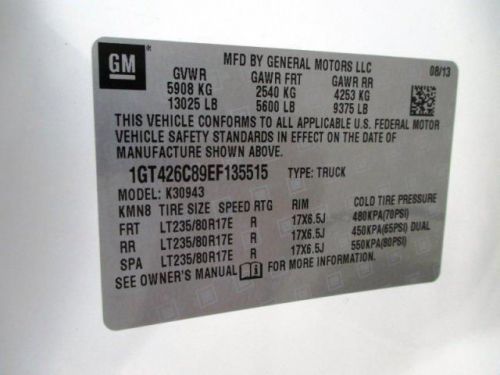 GM
MFD BY GENERAL MOTORS LLC
08/13
GVWR GAWR FRT GAWR RR
5908 KG 2540 KG 4253 KG
13025 LB 5600 LB 9375 LB
THIS VEHICLE CONFORMS TO ALL APPLICABLE U.S. FEDERAL MOTOR
VEHICLE SAFETY STANDARDS IN EFFECT ON THE DATE OF
MANUFACTURE SHOWN ABOVE.
1GT426C89EF135515 TYPE: TRUCK
MODEL: K30943
KMN8 TIRE SIZE SPEED RTG RIM COLD TIRE PRESSURE
FRT LT235/80R17E R 17X6.5J 480KPA(70PSI)
RR LT235/80R17E R 17X6.5J 450KPA(65PSI) DUAL
SPA LT235/80R17E R 17X6.5J 550KPA(80PSI)
SEE OWNER'S MANUAL FOR MORE INFORMATION.